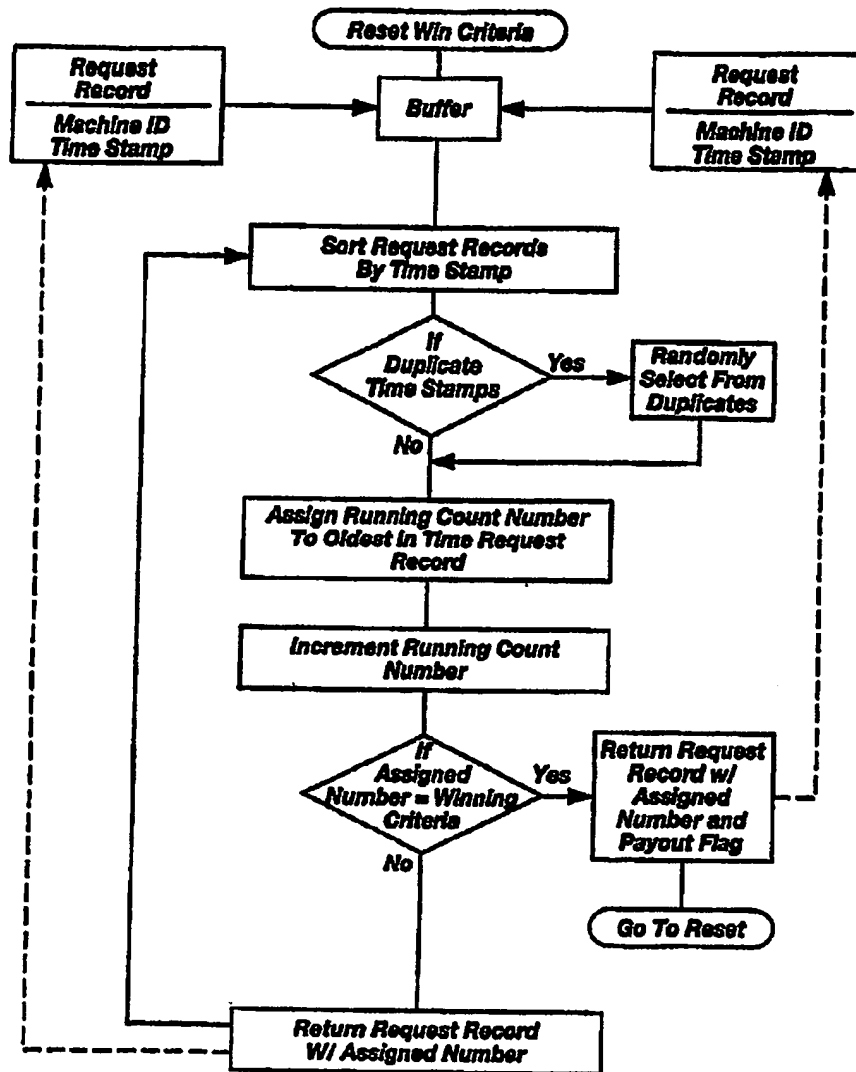 Reset Win Criteria
Request
Record
Machine ID
Time Stamp
Buffer
Request
Record
Machine ID
Time Stamp
Sort Request Records
By Time Stamp
If
Duplicate
Time Stamps
Yes
Randomly
Select From
Duplicates
No
Assign Running Count Number
To Oldest in Time Request
Record
Increment Running Count
Number
If
Assigned
Number = Winning
Criteria
Yes
Return Request
Record w/
Assigned
Number and
Payout Flag
No
Go To Reset
Return Request Record
W/ Assigned Number